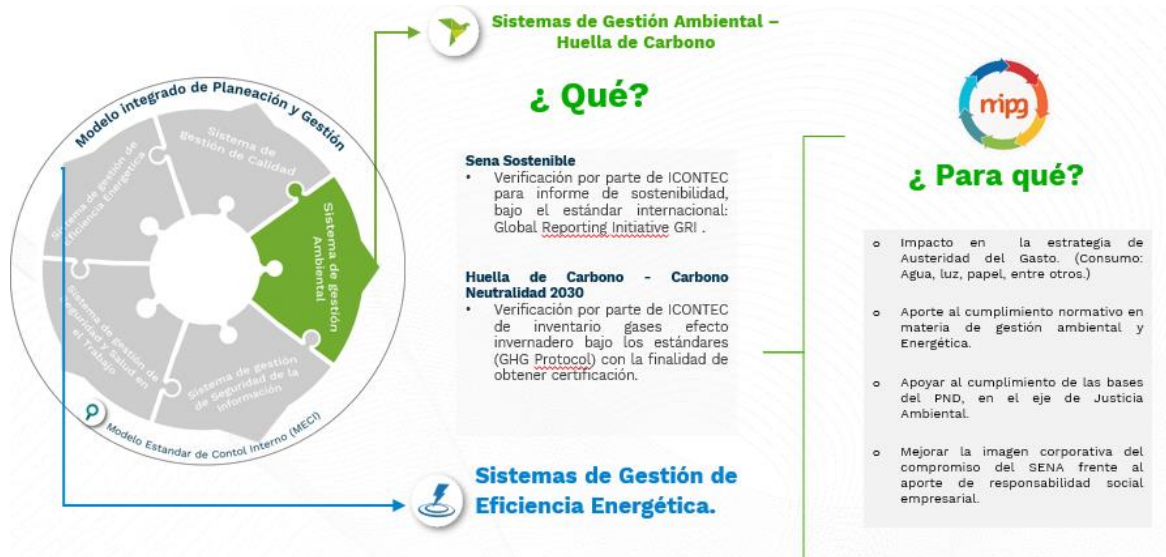 Sistemas de Gestión Ambiental –
Huella de Carbono
Modelo integrado de Planeación y Gestión
Sistema de
gestión de Calidad
Sistema de gestión de
Eficiencia Energética
Sistema de gestión
Ambiental
Sistema de gestión de
Seguridad y Salud en
el Trabajo
Sistema de gestión
de Seguridad de la
Información
Modelo Estandar de Contol Interno (MECI)
¿ Qué?
Sena Sostenible
• Verificación por parte de ICONTEC
para informe de sostenibilidad,
bajo el estándar internacional:
Global Reporting Initiative GRI .
Huella de Carbono - Carbono
Neutralidad 2030
• Verificación por parte de ICONTEC
de inventario gases efecto
invernadero bajo los estándares
(GHG Protocol) con la finalidad de
obtener certificación.
Sistemas de Gestión de
Eficiencia Energética.
mipg
¿ Para qué?
o Impacto en la estrategia de
Austeridad del Gasto. (Consumo:
Agua, luz, papel, entre otros.)
o Aporte al cumplimiento normativo en
materia de gestión ambiental y
Energética.
o Apoyar al cumplimiento de las bases
del PND, en el eje de Justicia
Ambiental.
o Mejorar la imagen corporativa del
compromiso del SENA frente al
aporte de responsabilidad social
empresarial.